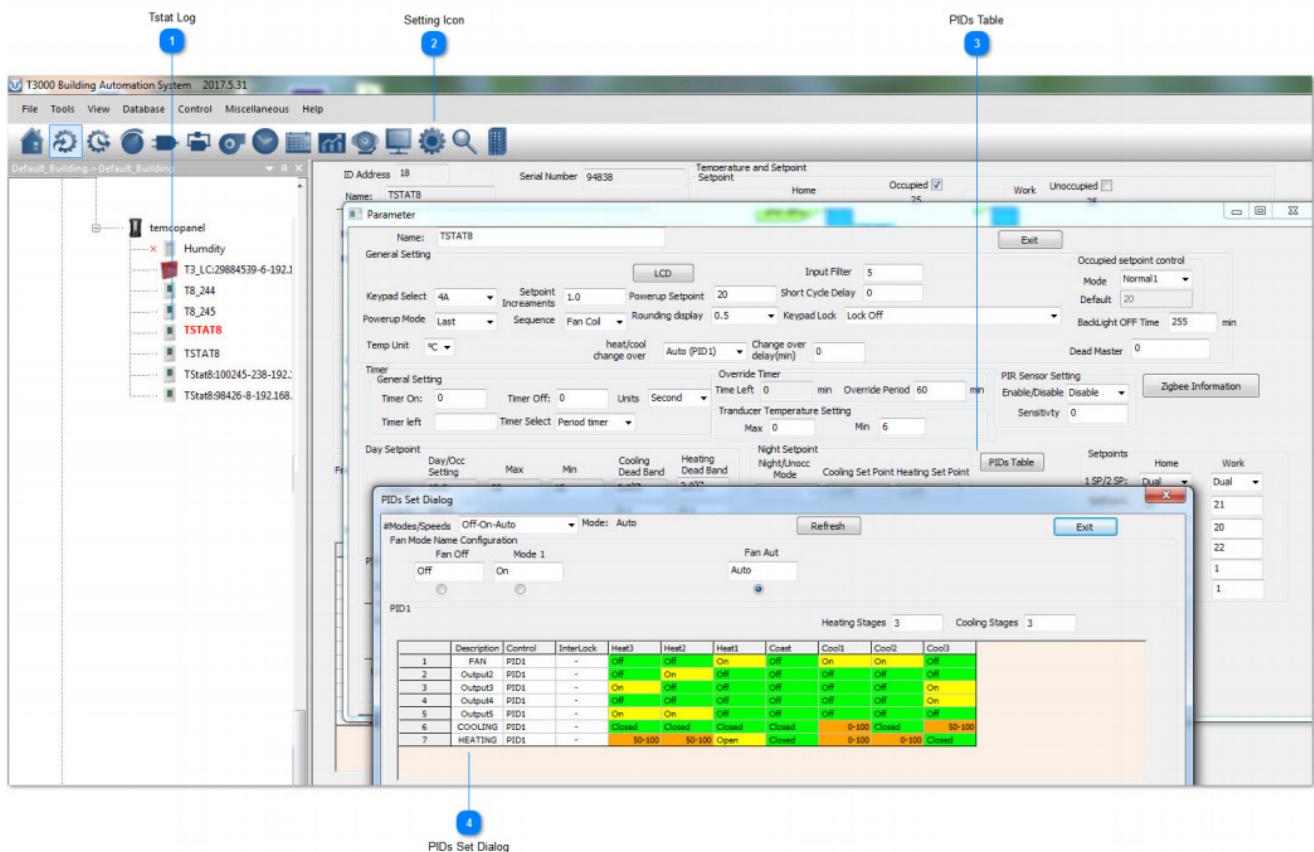 Tstat Log
Setting Icon
PIDs Table
1
2
3
T3000 Building Automation System 2017.5.31
File Tools View Database Control Miscellaneous Help
Default_Building->Default_Building
temcopanel
Humdity
T3_LC:29884539-6-192.1
T8_244
T8_245
TSTAT8
TSTAT8
TStat8:100245-238-192.:
TStat8:98426-8-192.168.
ID Address 18
Serial Number 94838
Temperature and Setpoint
Setpoint
Home
Occupied
Work
Unoccupied
Name: TSTAT8
25
Parameter
Name: TSTAT8
Exit
General Setting
LCD
Input Filter 5
Occupied setpoint control
Mode Normal1
Default 20
Keypad Select 4A
Setpoint Increaments 1.0
Powerup Setpoint 20
Short Cycle Delay 0
Powerup Mode Last
Sequence Fan Coil
Rounding display 0.5
Keypad Lock Lock Off
BackLight OFF Time 255 min
Temp Unit ºC
heat/cool change over Auto (PID1)
Change over delay(min) 0
Dead Master 0
Timer
General Setting
Timer On: 0
Timer Off: 0
Units Second
Timer left
Timer Select Period timer
Override Timer
Time Left 0 min Override Period 60 min
Tranducer Temperature Setting
Max 0 Min 6
PIR Sensor Setting
Enable/Disable Disable
Sensitivty 0
Zigbee Information
Day Setpoint
Day/Occ Setting
Max
Min
Cooling Dead Band
Heating Dead Band
Night Setpoint
Night/Unocc Mode
Cooling Set Point Heating Set Point
PIDs Table
Setpoints
Home
Work
1 SP/2 SP: Dual Dual
21
20
22
1
1
PIDs Set Dialog
#Modes/Speeds Off-On-Auto Mode: Auto
Refresh
Exit
Fan Mode Name Configuration
Fan Off Mode 1 Fan Aut
Off On Auto
PID1
Heating Stages 3 Cooling Stages 3
Description Control InterLock Heat3 Heat2 Heat1 Coast Cool1 Cool2 Cool3
1 FAN PID1 - Off Off On Off On On Off
2 Output2 PID1 - Off On Off Off Off Off Off
3 Output3 PID1 - On Off Off Off Off Off On
4 Output4 PID1 - Off Off Off Off Off Off On
5 Output5 PID1 - On On Off Off Off Off Off
6 COOLING PID1 - Closed Closed Closed Closed 0-100 Closed 50-100
7 HEATING PID1 - 50-100 50-100 Open Closed 0-100 0-100 Closed
4
PIDs Set Dialog